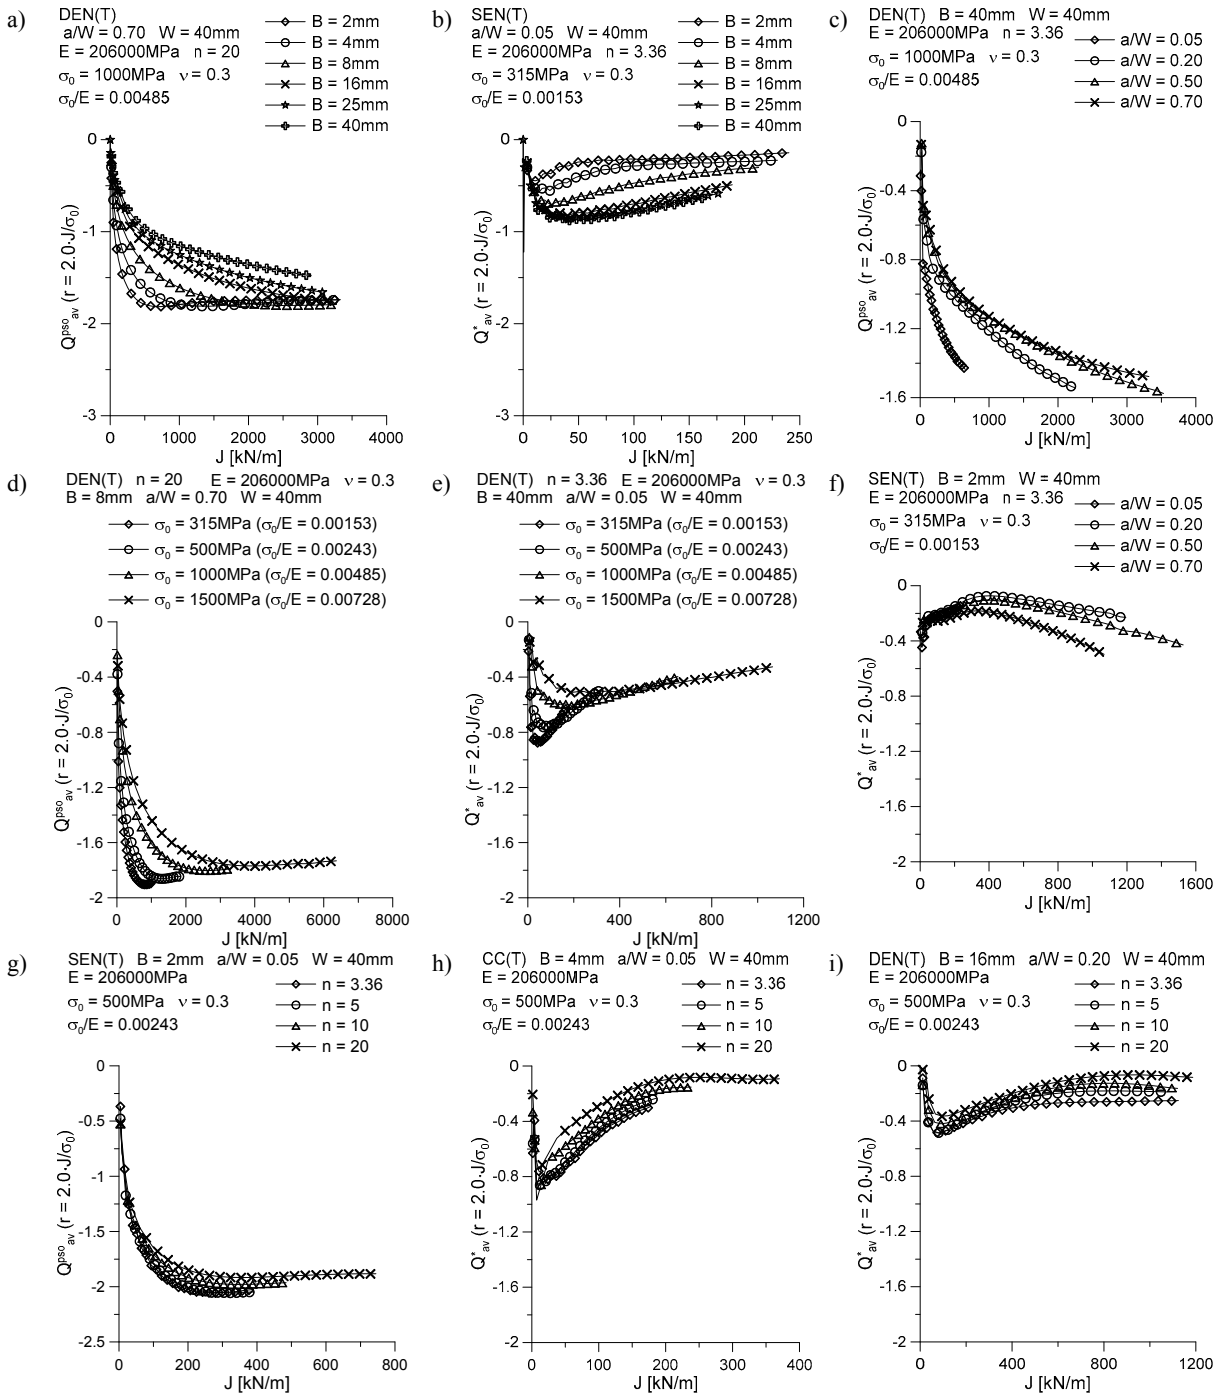 a)
DEN(T)
a/W = 0.70 W = 40mm
E = 206000MPa n = 20
σ0 = 1000MPa ν = 0.3
σ0/E = 0.00485
B = 2mm
B = 4mm
B = 8mm
B = 16mm
B = 25mm
B = 40mm
0
-1
-2
-3
Q^pso_av (r = 2.0·J/σ0)
0 1000 2000 3000 4000
J [kN/m]
b)
SEN(T)
a/W = 0.05 W = 40mm
E = 206000MPa n = 3.36
σ0 = 315MPa ν = 0.3
σ0/E = 0.00153
B = 2mm
B = 4mm
B = 8mm
B = 16mm
B = 25mm
B = 40mm
0
-1
-2
-3
Q*_av (r = 2.0·J/σ0)
0 50 100 150 200 250
J [kN/m]
c)
DEN(T) B = 40mm W = 40mm
E = 206000MPa n = 3.36
σ0 = 1000MPa ν = 0.3
σ0/E = 0.00485
a/W = 0.05
a/W = 0.20
a/W = 0.50
a/W = 0.70
0
-0.4
-0.8
-1.2
-1.6
Q^pso_av (r = 2.0·J/σ0)
0 1000 2000 3000 4000
J [kN/m]
d)
DEN(T) n = 20 E = 206000MPa ν = 0.3
B = 8mm a/W = 0.70 W = 40mm
σ0 = 315MPa (σ0/E = 0.00153)
σ0 = 500MPa (σ0/E = 0.00243)
σ0 = 1000MPa (σ0/E = 0.00485)
σ0 = 1500MPa (σ0/E = 0.00728)
0
-0.4
-0.8
-1.2
-1.6
-2
Q^pso_av (r = 2.0·J/σ0)
0 2000 4000 6000 8000
J [kN/m]
e)
DEN(T) n = 3.36 E = 206000MPa ν = 0.3
B = 40mm a/W = 0.05 W = 40mm
σ0 = 315MPa (σ0/E = 0.00153)
σ0 = 500MPa (σ0/E = 0.00243)
σ0 = 1000MPa (σ0/E = 0.00485)
σ0 = 1500MPa (σ0/E = 0.00728)
0
-0.4
-0.8
-1.2
-1.6
-2
Q*_av (r = 2.0·J/σ0)
0 400 800 1200
J [kN/m]
f)
SEN(T) B = 2mm W = 40mm
E = 206000MPa n = 3.36
σ0 = 315MPa ν = 0.3
σ0/E = 0.00153
a/W = 0.05
a/W = 0.20
a/W = 0.50
a/W = 0.70
0
-0.4
-0.8
-1.2
-1.6
-2
Q*_av (r = 2.0·J/σ0)
0 400 800 1200 1600
J [kN/m]
g)
SEN(T) B = 2mm a/W = 0.05 W = 40mm
E = 206000MPa
σ0 = 500MPa ν = 0.3
σ0/E = 0.00243
n = 3.36
n = 5
n = 10
n = 20
0
-0.5
-1
-1.5
-2
-2.5
Q^pso_av (r = 2.0·J/σ0)
0 200 400 600 800
J [kN/m]
h)
CC(T) B = 4mm a/W = 0.05 W = 40mm
E = 206000MPa
σ0 = 500MPa ν = 0.3
σ0/E = 0.00243
n = 3.36
n = 5
n = 10
n = 20
0
-0.4
-0.8
-1.2
-1.6
-2
Q*_av (r = 2.0·J/σ0)
0 100 200 300 400
J [kN/m]
i)
DEN(T) B = 16mm a/W = 0.20 W = 40mm
E = 206000MPa
σ0 = 500MPa ν = 0.3
σ0/E = 0.00243
n = 3.36
n = 5
n = 10
n = 20
0
-0.4
-0.8
-1.2
-1.6
-2
Q*_av (r = 2.0·J/σ0)
0 400 800 1200
J [kN/m]